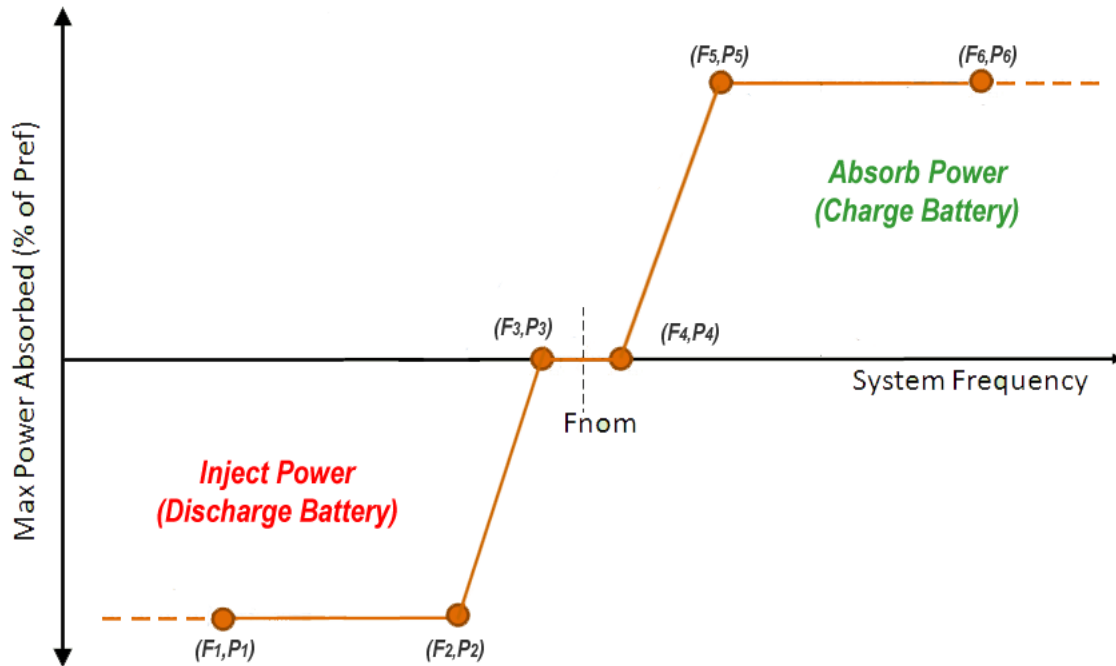 (F5,P5)
(F6,P6)
Absorb Power
(Charge Battery)
Max Power Absorbed (% of Pref)
(F3,P3)
(F4,P4)
System Frequency
Fnom
Inject Power
(Discharge Battery)
(F1,P1)
(F2,P2)